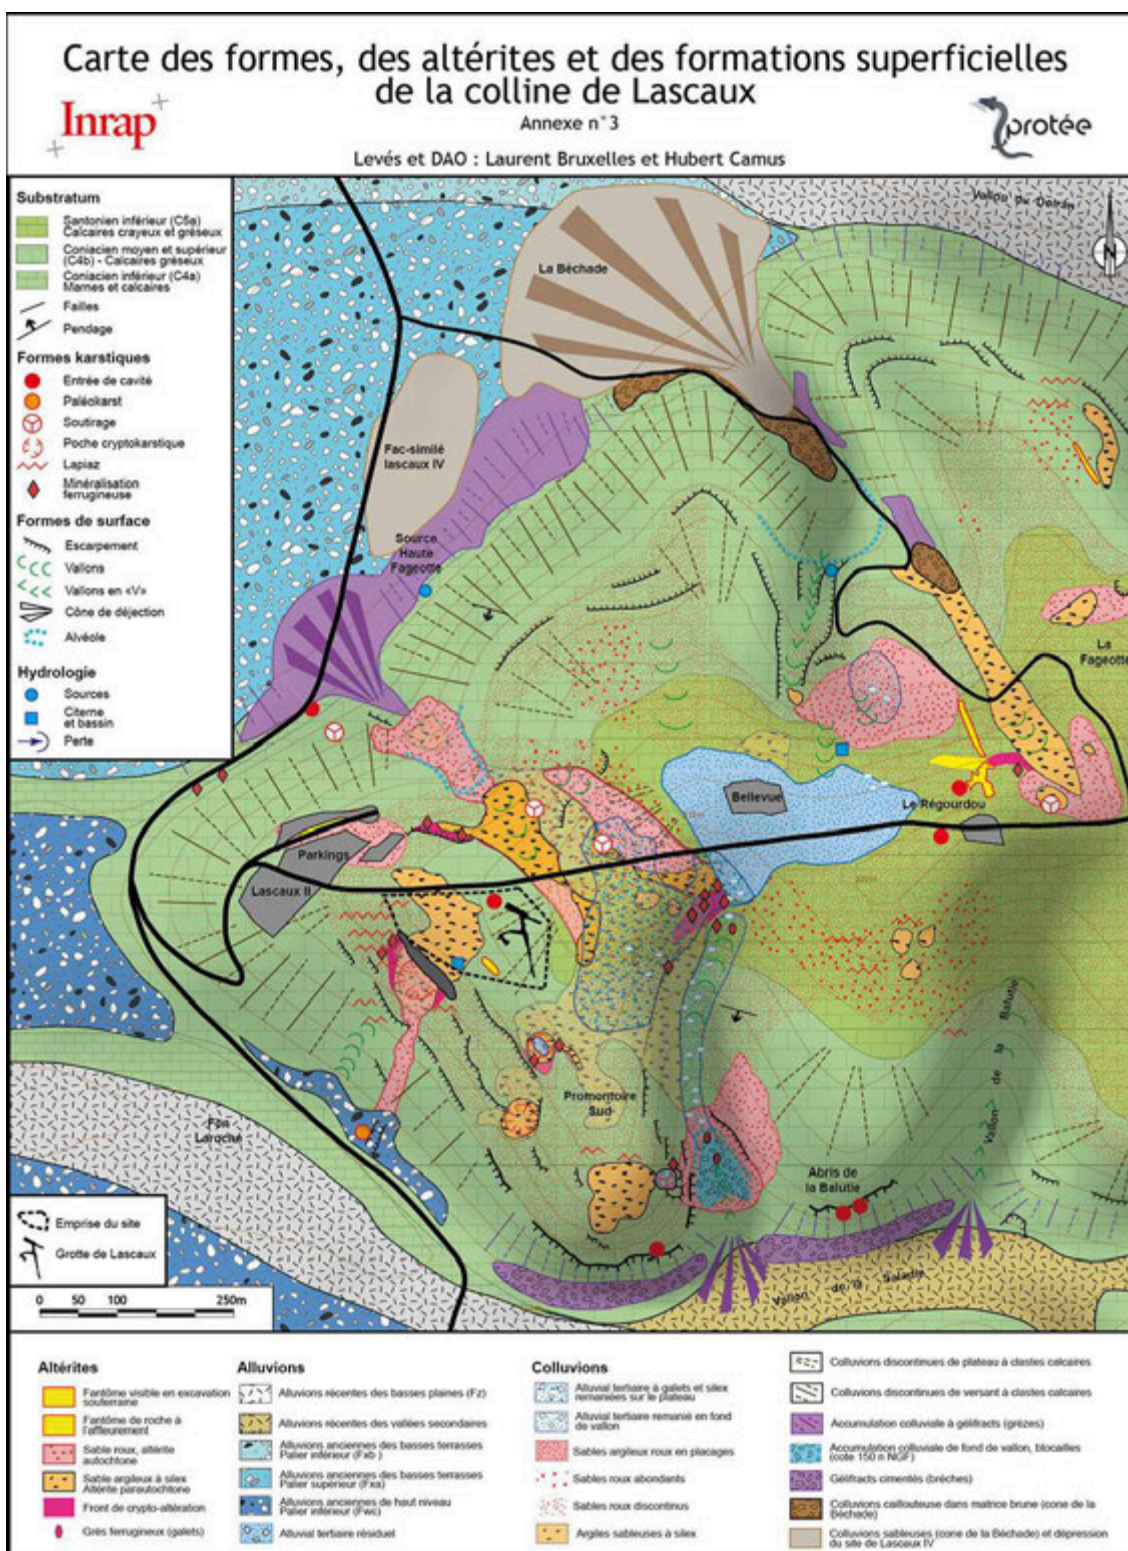 Carte des formes, des altérites et des formations superficielles
de la colline de Lascaux
Annexe n°3
Inrap
protée
Levés et DAO : Laurent Bruxelles et Hubert Camus
Substratum
Santonien inférieur (C5a)
Calcaires crayeux et gréseux
Coniacien moyen et supérieur
(C4b) - Calcaires gréseux
Coniacien inférieur (C4a)
Marnes et calcaires
Failles
Pendage
Formes karstiques
Entrée de cavité
Paléokarst
Soutirage
Poche cryptokarstique
Lapiaz
Minéralisation
ferrugineuse
Formes de surface
Escarpement
Vallons
Vallons en «V»
Cône de déjection
Alvéole
Hydrologie
Sources
Citerne
et bassin
Perte
Vallon du
N
La Béchade
Fac-similé
lascaux IV
Source
Haute
Fageotte
La
Fageotte
Bellevue
Le Régourdou
Parkings
Lascaux II
Promontoire
Sud
Fon
Laroche
Abris de
la Balutie
Vallon de la Balutie
Vallon de la Saladie
Emprise du site
Grotte de Lascaux
0 50 100 250m
Altérites
Fantôme visible en excavation
souterraine
Fantôme de roche à
l'affleurement
Sable roux, altérite
autochtone
Sable argileux à silex
Altérite parautochtone
Front de crypto-altération
Grès ferrugineux (galets)
Alluvions
Alluvions récentes des basses plaines (Fz)
Alluvions récentes des vallées secondaires
Alluvions anciennes des basses terrasses
Palier inférieur (Fxb )
Alluvions anciennes des basses terrasses
Palier supérieur (Fxa)
Alluvions anciennes de haut niveau
Palier inférieur (Fwc)
Alluvial tertiaire résiduel
Colluvions
Alluvial tertiaire à galets et silex
remaniées sur le plateau
Alluvial tertiaire remanié en fond
de vallon
Sables argileux roux en placages
Sables roux abondants
Sables roux discontinus
Argiles sableuses à silex
Colluvions discontinues de plateau à clastes calcaires
Colluvions discontinues de versant à clastes calcaires
Accumulation colluviale à gélifracts (grèzes)
Accumulation colluviale de fond de vallon, blocailles
(cote 150 n NGF)
Gélifracts cimentés (brèches)
Colluvions caillouteuse dans matrice brune (cone de la
Béchade)
Colluvions sableuses (cone de la Béchade) et dépression
du site de Lascaux IV